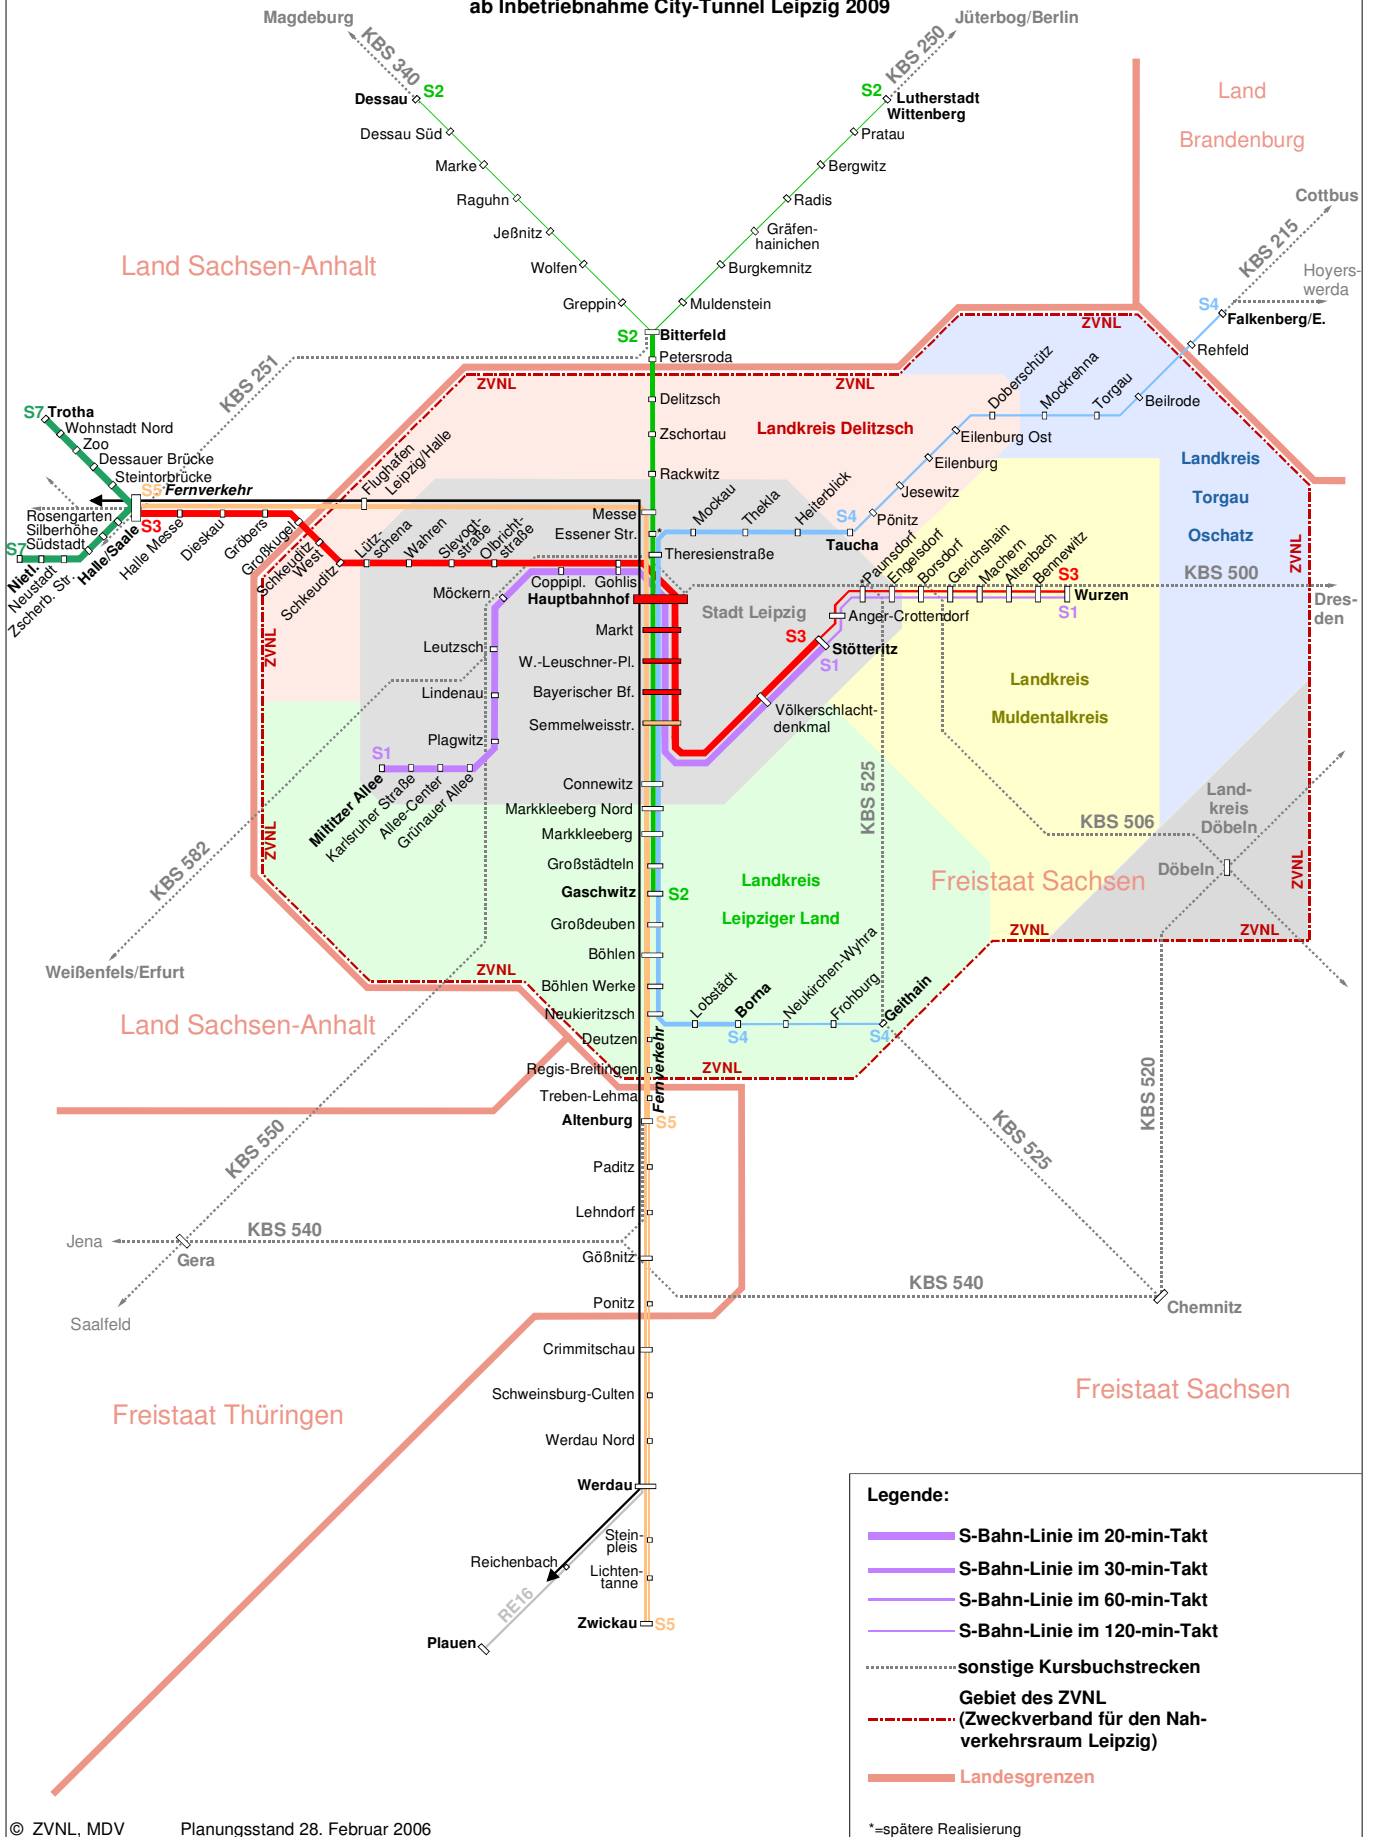 ab Inbetriebnahme City-Tunnel Leipzig 2009
Magdeburg
Jüterbog/Berlin
KBS 340
KBS 250
Dessau
S2
S2
Lutherstadt
Wittenberg
Dessau Süd
Pratau
Marke
Bergwitz
Raguhn
Radis
Jeßnitz
Gräfen-
hainichen
Wolfen
Burgkemnitz
Greppin
Muldenstein
Land
Brandenburg
Cottbus
KBS 215
Hoyers-
werda
S4
Falkenberg/E.
Rehfeld
Beilrode
Land Sachsen-Anhalt
S2
Bitterfeld
Petersroda
ZVNL
ZVNL
ZVNL
KBS 251
Delitzsch
Zschortau
Rackwitz
Landkreis Delitzsch
Doberschütz
Mockrehna
Torgau
Eilenburg Ost
Eilenburg
Jesewitz
Pönitz
Landkreis
Torgau
Oschatz
ZVNL
S7
Trotha
Wohnstadt Nord
Zoo
Dessauer Brücke
Steintorbrücke
S5
Fernverkehr
Flughafen
Leipzig/Halle
Rosengarten
Silberhöhe
Südstadt
S7
Nietl.
Neustadt
Zscherb. Str.
Halle/Saale
S3
Halle Messe
Dieskau
Gröbers
Großkugel
Schkeuditz
West
Schkeuditz
Lütz-
schena
Wahren
Slevogt-
straße
Olbricht-
straße
Messe
Essener Str.
*
Theresienstraße
Mockau
Thekla
Heiterblick
S4
Taucha
Coppipl.
Gohlis
Möckern
Hauptbahnhof
Markt
W.-Leuschner-Pl.
Bayerischer Bf.
Semmelweisstr.
Stadt Leipzig
Paunsdorf
Engelsdorf
Borsdorf
Gerichshain
Machern
Altenbach
Bennewitz
S3
Wurzen
S1
KBS 500
Dres-
den
Anger-Crottendorf
S3
Stötteritz
S1
Völkerschlacht-
denkmal
Leutzsch
Lindenau
Plagwitz
S1
Miltitzer Allee
Karlsruher Straße
Allee-Center
Grünauer Allee
ZVNL
ZVNL
Landkreis
Muldentalkreis
KBS 525
KBS 506
Land-
kreis
Döbeln
Döbeln
ZVNL
Connewitz
Markkleeberg Nord
Markkleeberg
Großstädteln
Gaschwitz
S2
Großdeuben
Böhlen
Böhlen Werke
Neukieritzsch
Deutzen
Regis-Breitingen
Treben-Lehma
Altenburg
S5
Fernverkehr
Landkreis
Leipziger Land
Freistaat Sachsen
ZVNL
ZVNL
KBS 582
Weißenfels/Erfurt
ZVNL
Lobstädt
Borna
S4
Neukirchen-Wyhra
Frohburg
Geithain
S4
ZVNL
Land Sachsen-Anhalt
KBS 550
KBS 525
KBS 520
Paditz
Lehndorf
Gößnitz
Ponitz
Jena
KBS 540
Gera
Saalfeld
KBS 540
Chemnitz
Crimmitschau
Schweinsburg-Culten
Werdau Nord
Werdau
Freistaat Thüringen
Freistaat Sachsen
Stein-
pleis
Reichenbach
Lichten-
tanne
RE16
Zwickau
S5
Plauen
Legende:
S-Bahn-Linie im 20-min-Takt
S-Bahn-Linie im 30-min-Takt
S-Bahn-Linie im 60-min-Takt
S-Bahn-Linie im 120-min-Takt
sonstige Kursbuchstrecken
Gebiet des ZVNL
(Zweckverband für den Nah-
verkehrsraum Leipzig)
Landesgrenzen
© ZVNL, MDV
Planungsstand 28. Februar 2006
*=spätere Realisierung